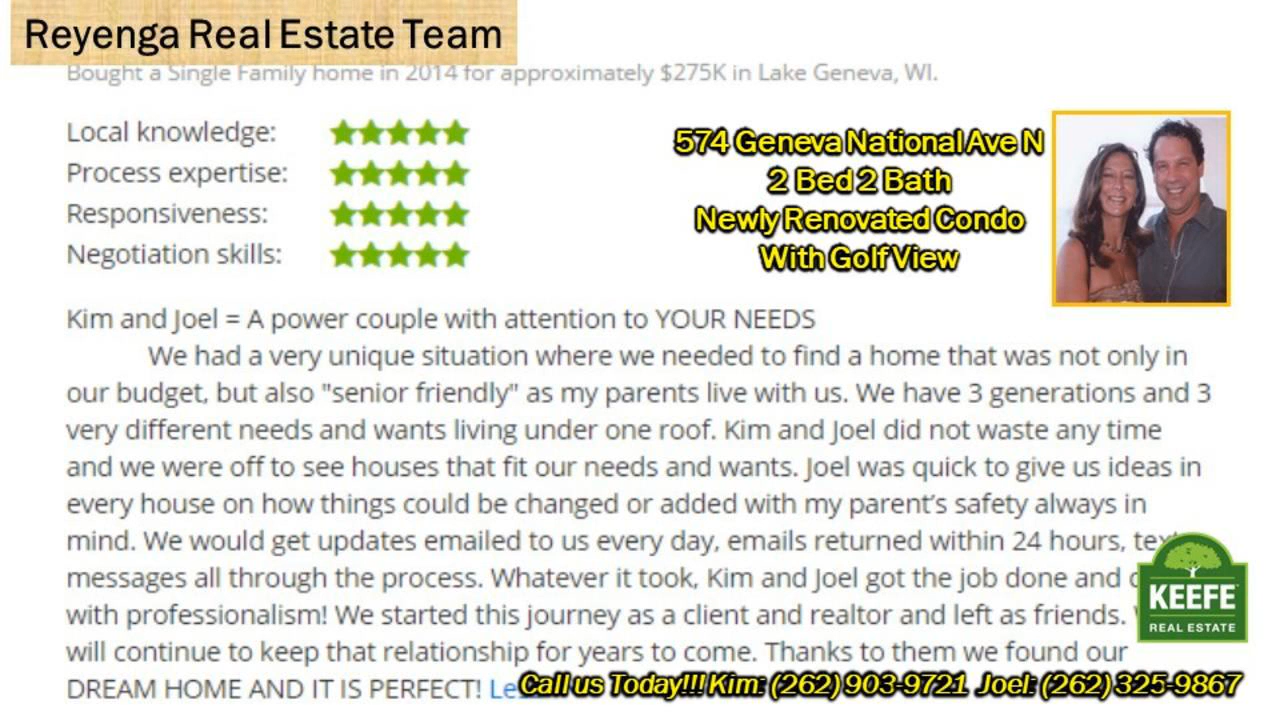 Reyenga Real Estate Team
Bought a Single Family home in 2014 for approximately $275K in Lake Geneva, WI.
Local knowledge:
Process expertise:
Responsiveness:
Negotiation skills:
574 Geneva National Ave N
2 Bed 2 Bath
Newly Renovated Condo
With Golf View
Kim and Joel = A power couple with attention to YOUR NEEDS
We had a very unique situation where we needed to find a home that was not only in
our budget, but also "senior friendly" as my parents live with us. We have 3 generations and 3
very different needs and wants living under one roof. Kim and Joel did not waste any time
and we were off to see houses that fit our needs and wants. Joel was quick to give us ideas in
every house on how things could be changed or added with my parent’s safety always in
mind. We would get updates emailed to us every day, emails returned within 24 hours,
messages all through the process. Whatever it took, Kim and Joel got the job done and
with professionalism! We started this journey as a client and realtor and left as friends.
will continue to keep that relationship for years to come. Thanks to them we found our
DREAM HOME AND IT IS PERFECT!
KEEFE
REAL ESTATE
Call us Today!!! Kim: (262) 903-9721 Joel: (262) 325-9867